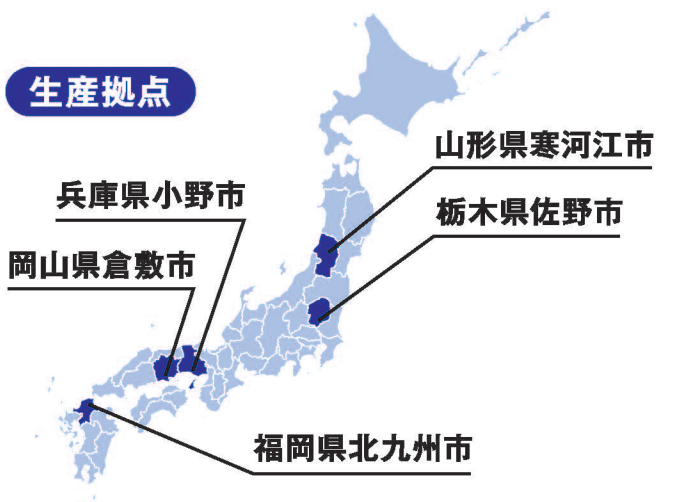 生産拠点
山形県寒河江市
兵庫県小野市
栃木県佐野市
岡山県倉敷市
福岡県北九州市